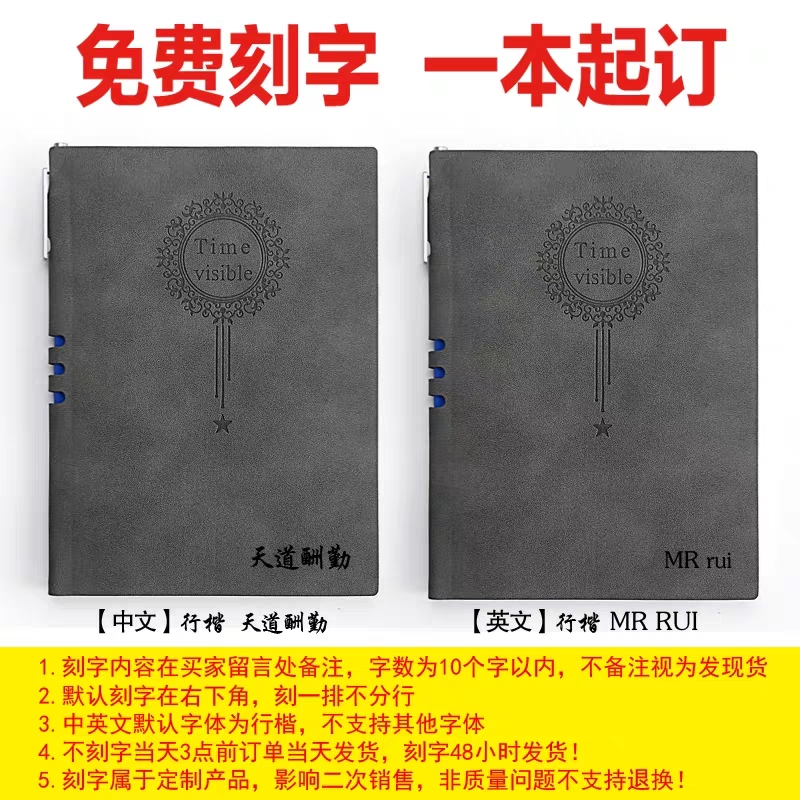 免费刻字 一本起订
Time
visible
天道酬勤
Time
visible
MR rui
【中文】行楷 天道酬勤
【英文】行楷 MR RUI
1.刻字内容在买家留言处备注，字数为10个字以内，不备注视为发现货
2.默认刻字在右下角，刻一排不分行
3.中英文默认字体为行楷，不支持其他字体
4.不刻字当天3点前订单当天发货，刻字48小时发货！
5.刻字属于定制产品，影响二次销售，非质量问题不支持退换！